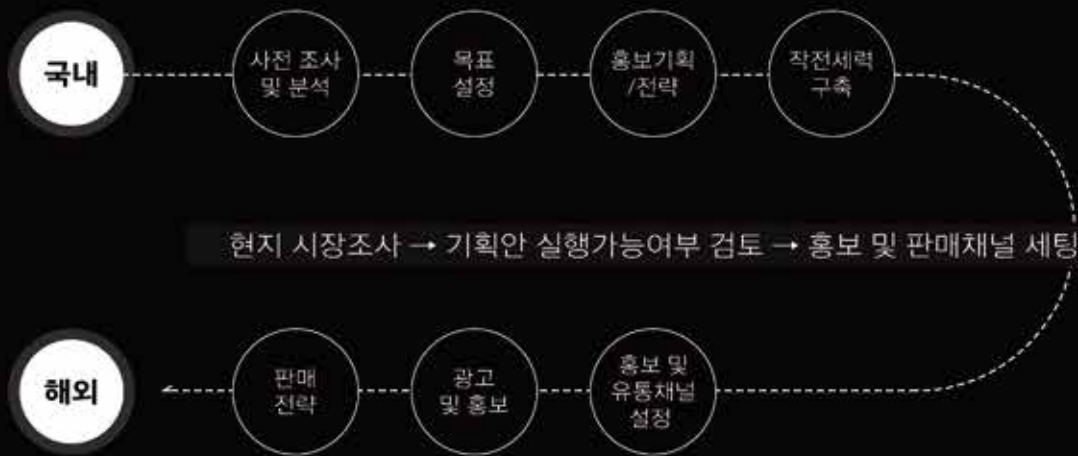 국내
사전 조사
및 분석
목표
설정
홍보기획
/전략
작전세력
구축
현지 시장조사 → 기획안 실행가능여부 검토 → 홍보 및 판매채널 세팅
해외
판매
전략
광고
및 홍보
홍보 및
유통채널
설정